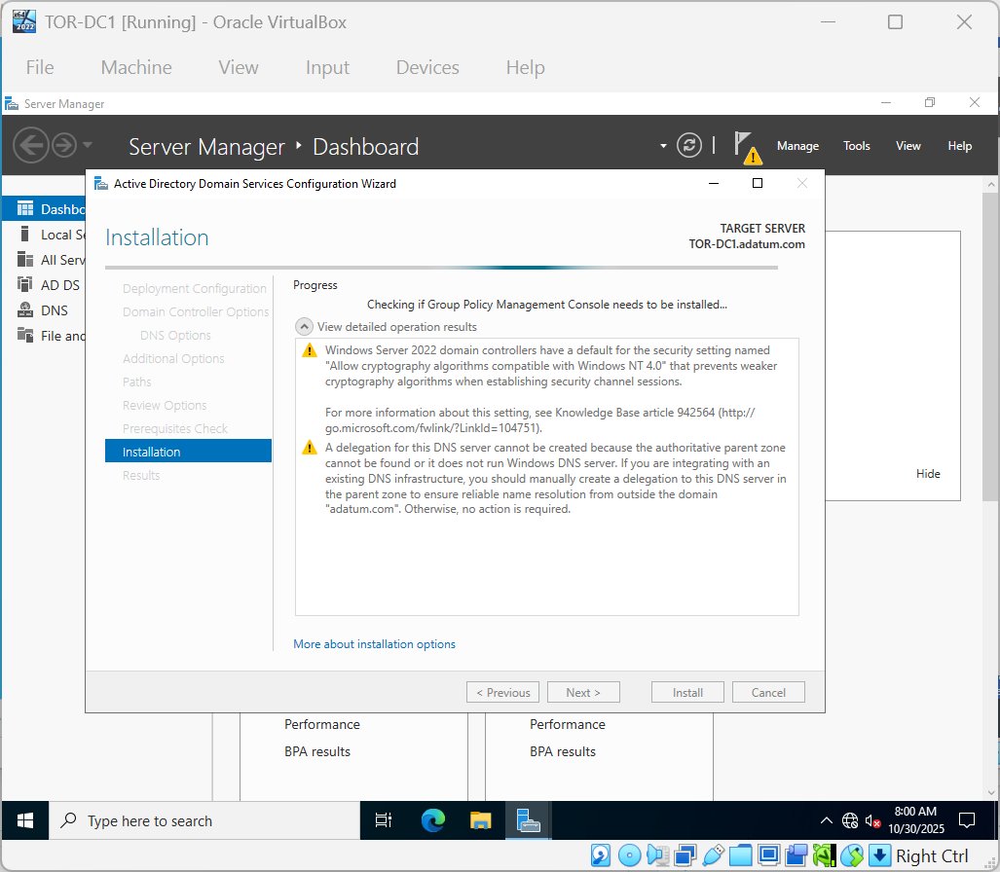 x64
2022
TOR-DC1 [Running] - Oracle VirtualBox
File Machine View Input Devices Help
Server Manager
Server Manager ‣ Dashboard
Manage Tools View Help
Active Directory Domain Services Configuration Wizard
Dashbo
Local Se
All Serv
AD DS
DNS
File and
Installation
TARGET SERVER
TOR-DC1.adatum.com
Deployment Configuration
Domain Controller Options
DNS Options
Additional Options
Paths
Review Options
Prerequisites Check
Installation
Results
Progress
Checking if Group Policy Management Console needs to be installed...
View detailed operation results
Windows Server 2022 domain controllers have a default for the security setting named
"Allow cryptography algorithms compatible with Windows NT 4.0" that prevents weaker
cryptography algorithms when establishing security channel sessions.
For more information about this setting, see Knowledge Base article 942564 (http://
go.microsoft.com/fwlink/?LinkId=104751).
A delegation for this DNS server cannot be created because the authoritative parent zone
cannot be found or it does not run Windows DNS server. If you are integrating with an
existing DNS infrastructure, you should manually create a delegation to this DNS server in
the parent zone to ensure reliable name resolution from outside the domain
"adatum.com". Otherwise, no action is required.
More about installation options
< Previous Next > Install Cancel
Hide
Performance Performance
BPA results BPA results
Type here to search
8:00 AM
10/30/2025
Right Ctrl